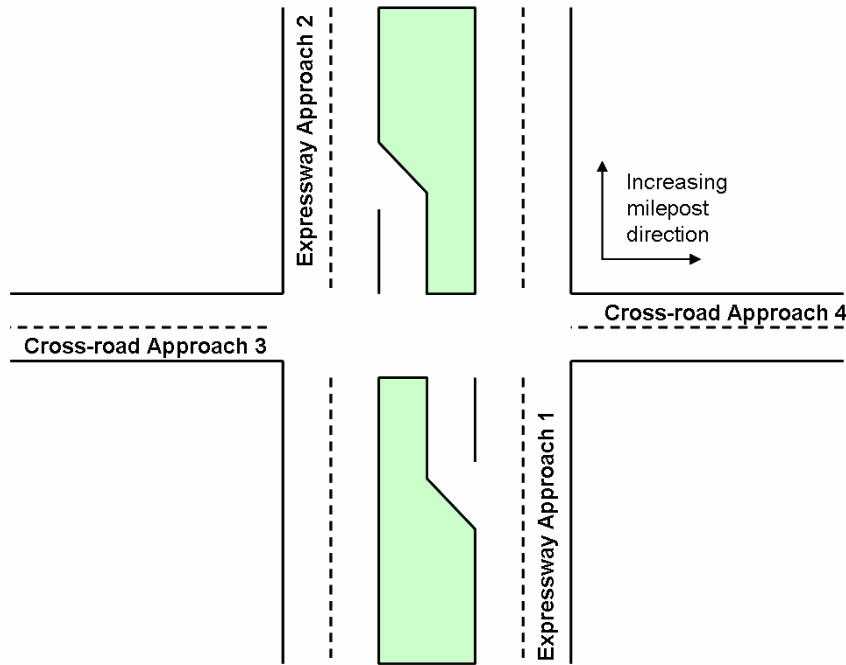 Expressway Approach 2
Increasing
milepost
direction
Cross-road Approach 4
Cross-road Approach 3
Expressway Approach 1